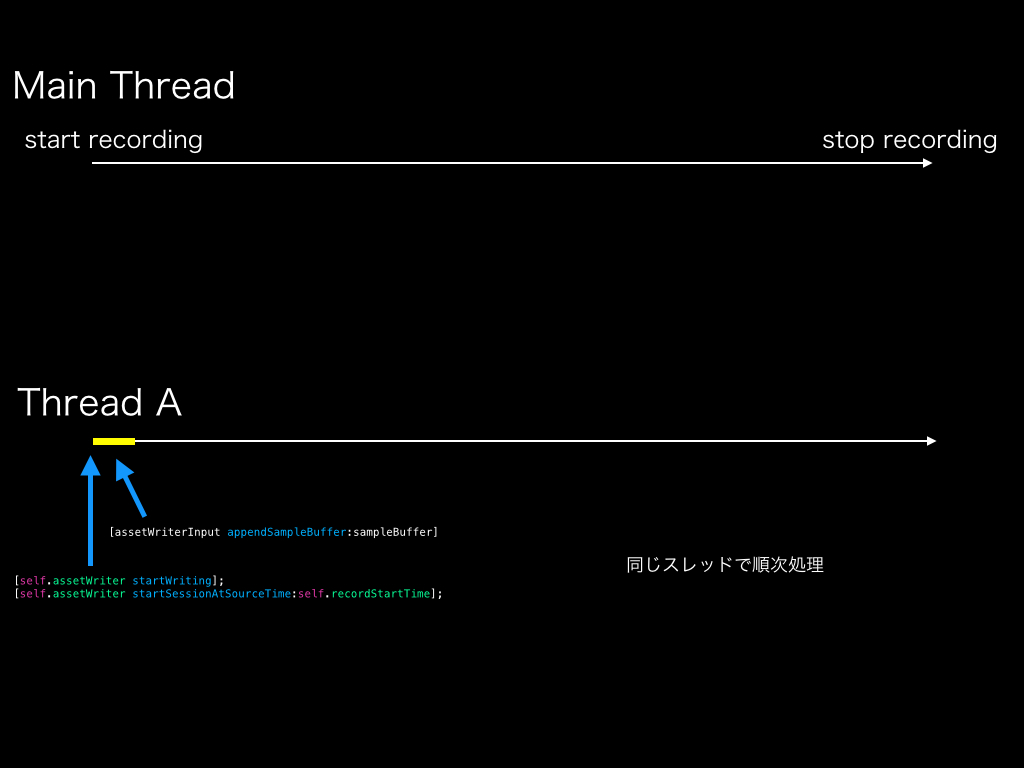 Main Thread
start recording
stop recording
Thread A
[assetWriterInput appendSampleBuffer:sampleBuffer]
同じスレッドで順次処理
[self.assetWriter startWriting];
[self.assetWriter startSessionAtSourceTime:self.recordStartTime];